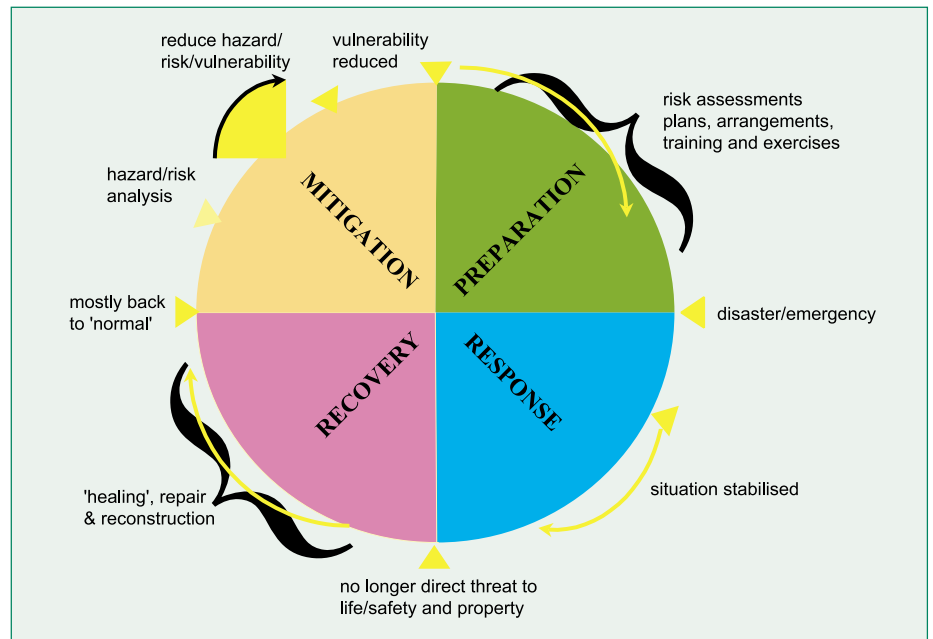 reduce hazard/
risk/vulnerability
vulnerability
reduced
risk assessments
plans, arrangements,
training and exercises
hazard/risk
analysis
MITIGATION
PREPARATION
mostly back
to 'normal'
disaster/emergency
RECOVERY
RESPONSE
'healing', repair
& reconstruction
situation stabilised
no longer direct threat to
life/safety and property